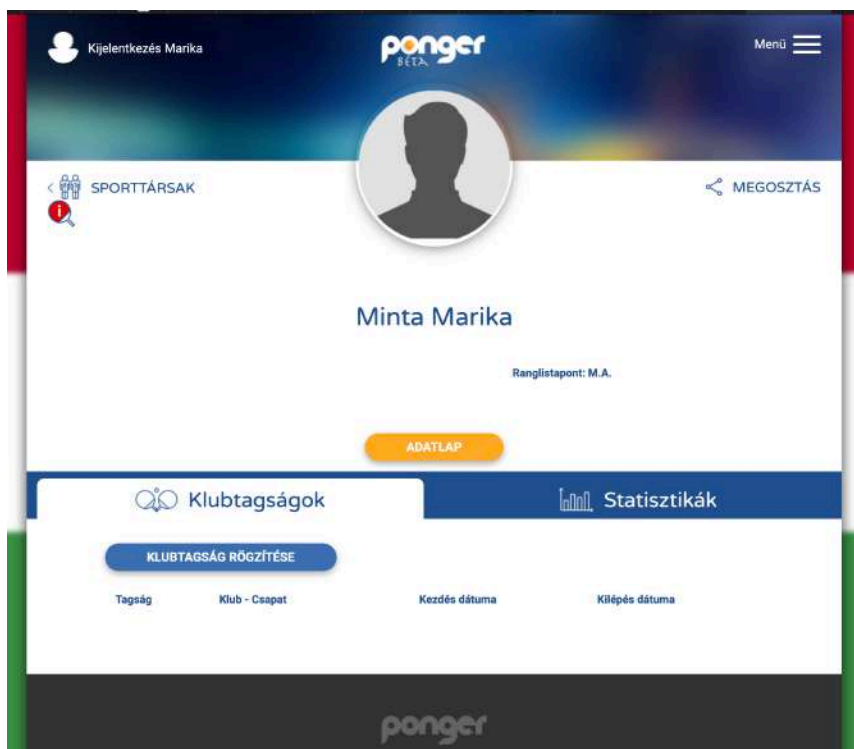 Kijelentkezés Marika
ponger
BÉTA
Menü
SPORTTÁRSAK
MEGOSZTÁS
i
Minta Marika
Ranglistapont: M.A.
ADATLAP
Klubtagságok
Statisztikák
KLUBTAGSÁG RÖGZÍTÉSE
Tagság Klub - Csapat Kezdés dátuma Kilépés dátuma
ponger